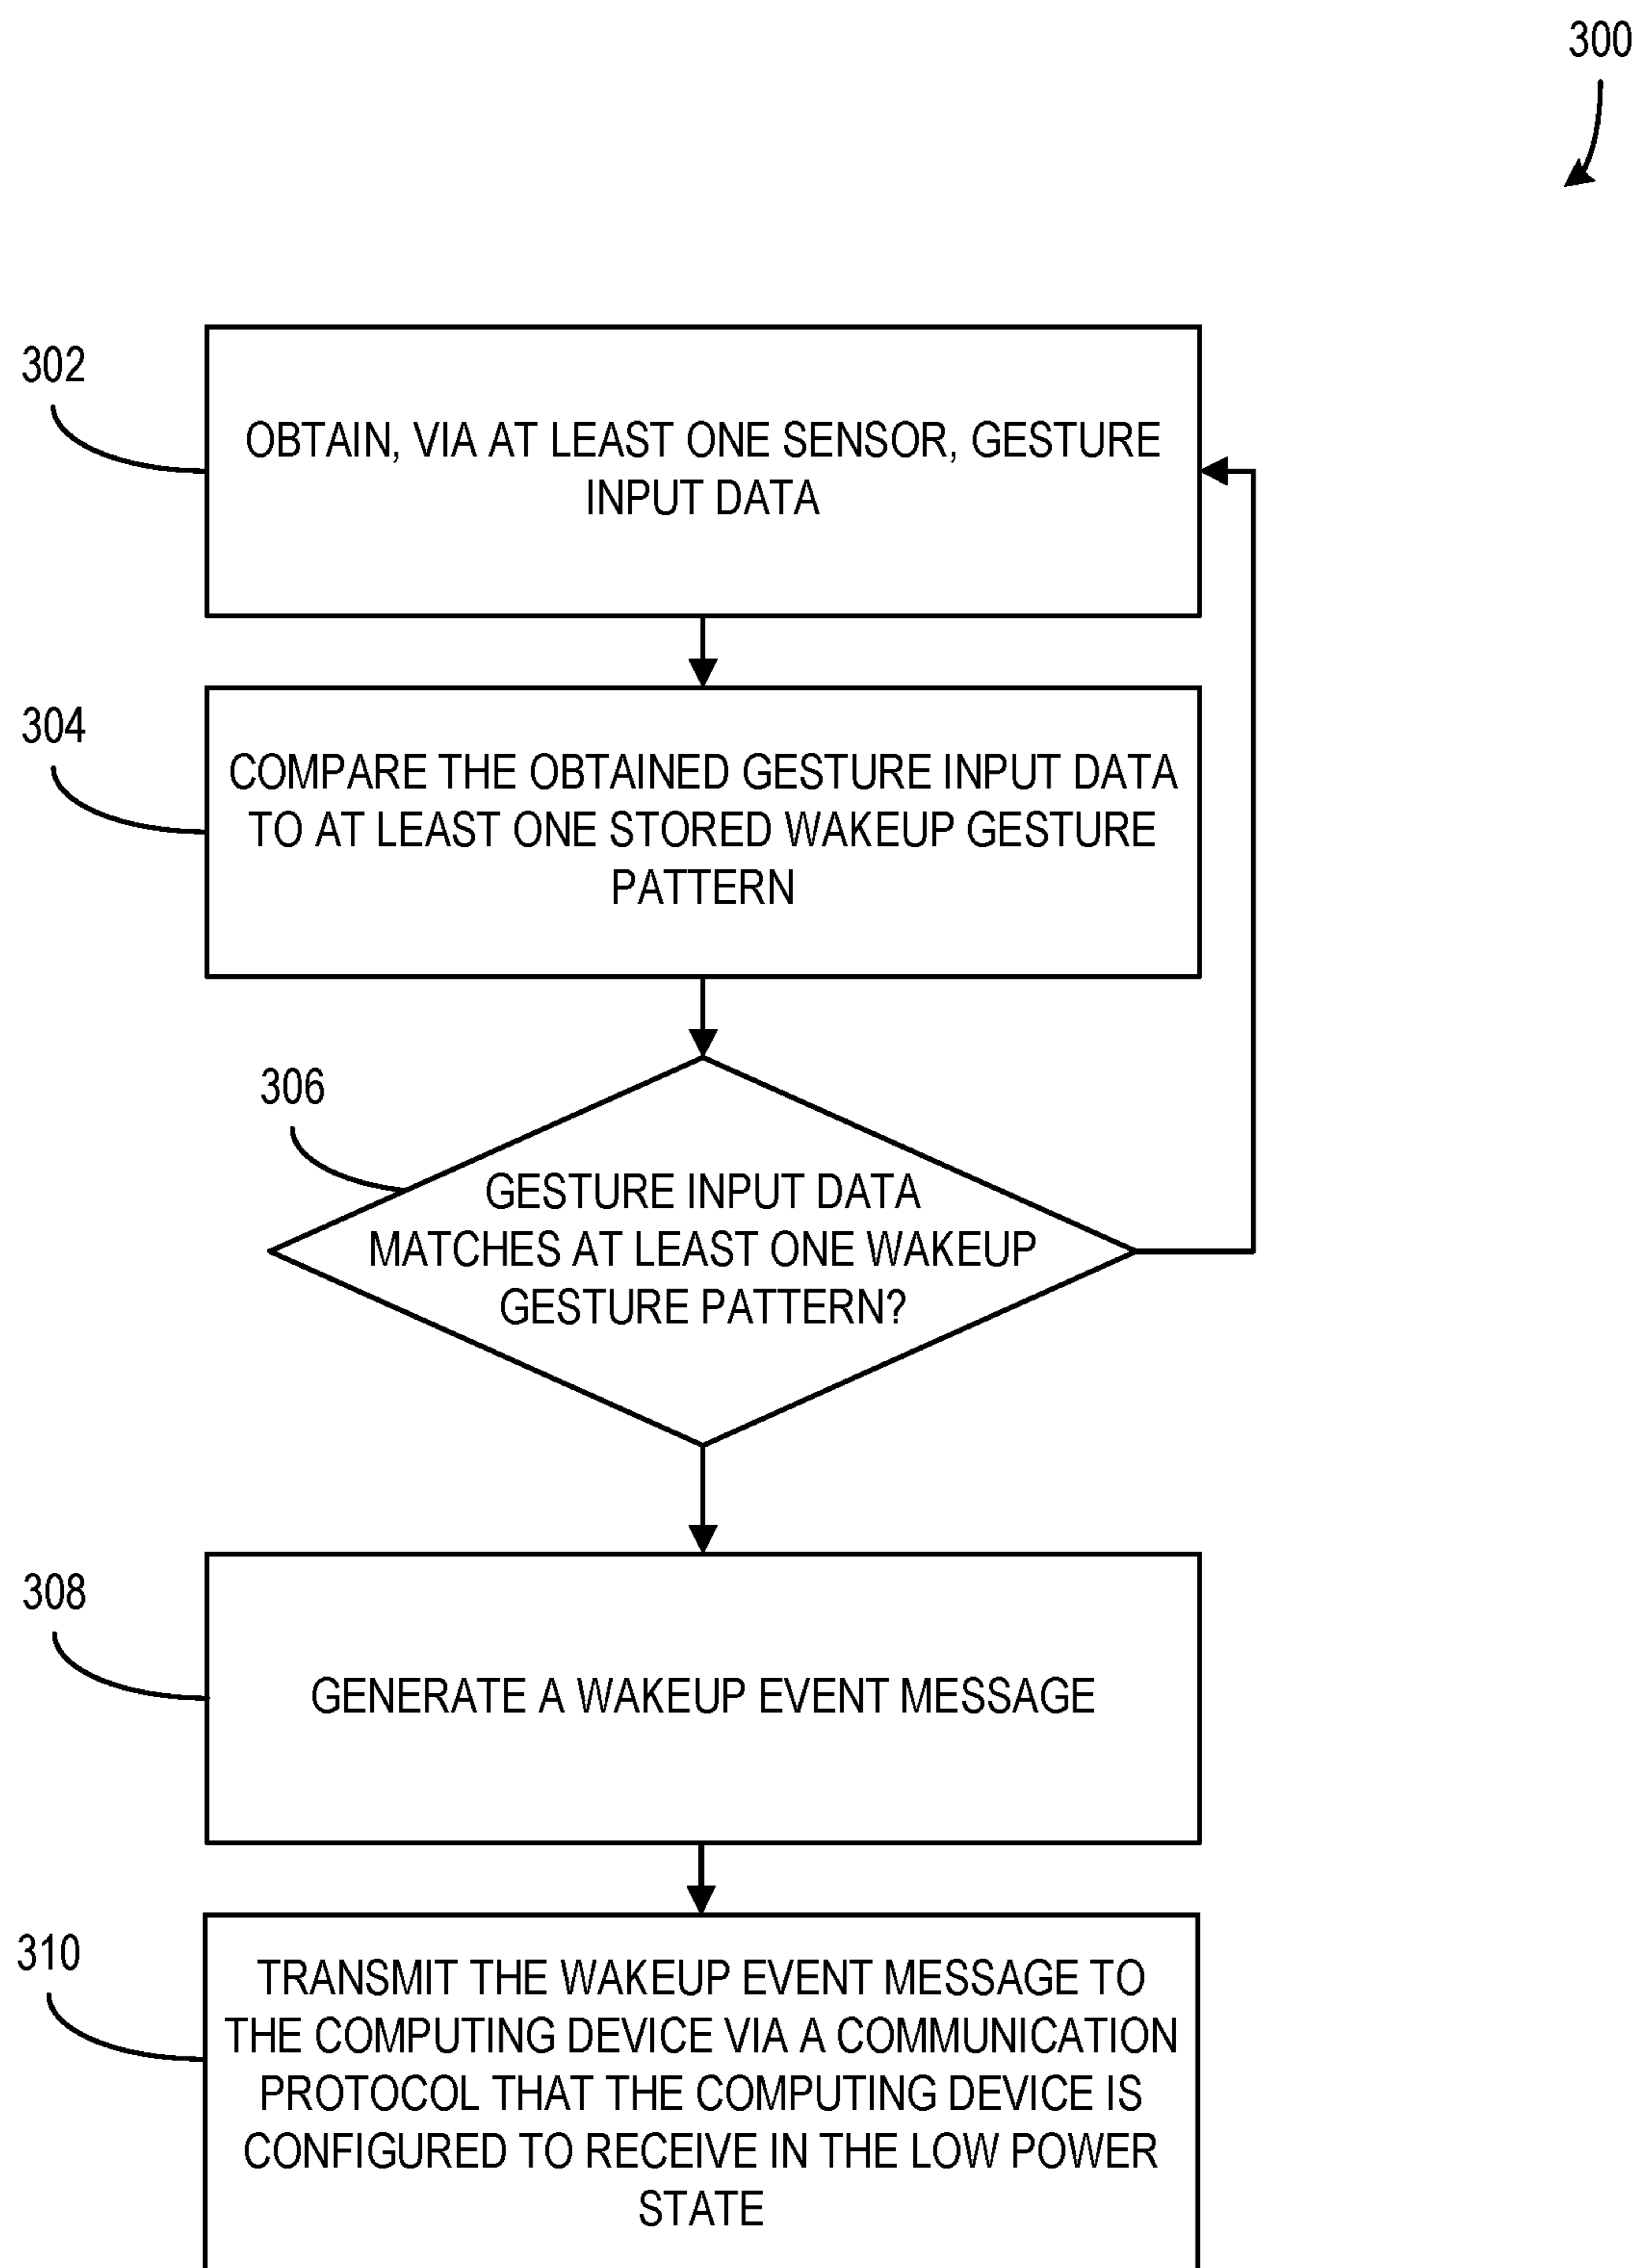 300
302
OBTAIN, VIA AT LEAST ONE SENSOR, GESTURE
INPUT DATA
304
COMPARE THE OBTAINED GESTURE INPUT DATA
TO AT LEAST ONE STORED WAKEUP GESTURE
PATTERN
306
GESTURE INPUT DATA
MATCHES AT LEAST ONE WAKEUP
GESTURE PATTERN?
308
GENERATE A WAKEUP EVENT MESSAGE
310
TRANSMIT THE WAKEUP EVENT MESSAGE TO
THE COMPUTING DEVICE VIA A COMMUNICATION
PROTOCOL THAT THE COMPUTING DEVICE IS
CONFIGURED TO RECEIVE IN THE LOW POWER
STATE